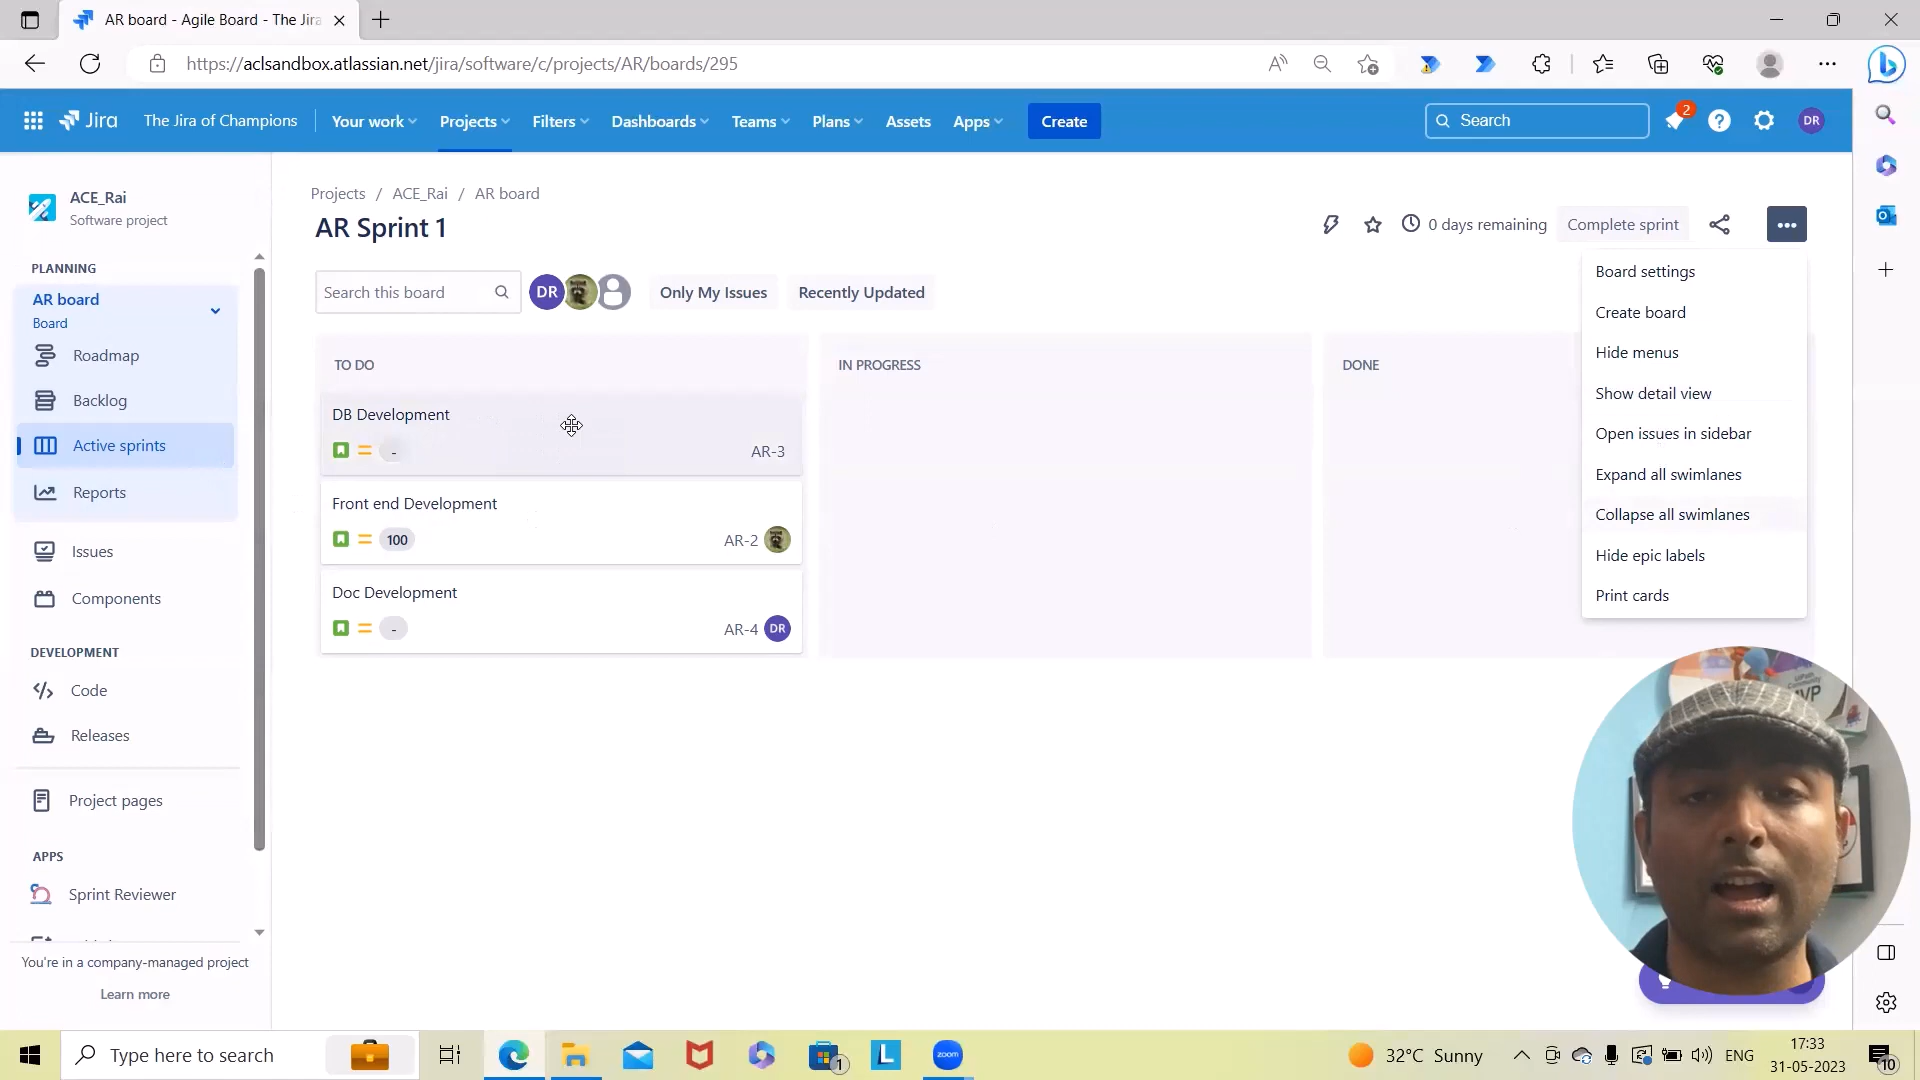 AR board - Agile Board - The Jira
https://aclsandbox.atlassian.net/jira/software/c/projects/AR/boards/295
Jira
The Jira of Champions
Your work
Projects
Filters
Dashboards
Teams
Plans
Assets
Apps
Create
Search
2
DR
ACE_Rai
Software project
PLANNING
AR board
Board
Roadmap
Backlog
Active sprints
Reports
Issues
Components
DEVELOPMENT
Code
Releases
Project pages
APPS
Sprint Reviewer
You're in a company-managed project
Learn more
Projects / ACE_Rai / AR board
AR Sprint 1
0 days remaining
Complete sprint
Search this board
DR
Only My Issues
Recently Updated
TO DO
DB Development
-
AR-3
Front end Development
100
AR-2
Doc Development
-
AR-4
DR
IN PROGRESS
DONE
Board settings
Create board
Hide menus
Show detail view
Open issues in sidebar
Expand all swimlanes
Collapse all swimlanes
Hide epic labels
Print cards
MVP
Type here to search
1
L
zoom
32°C Sunny
ENG
17:33
31-05-2023
10